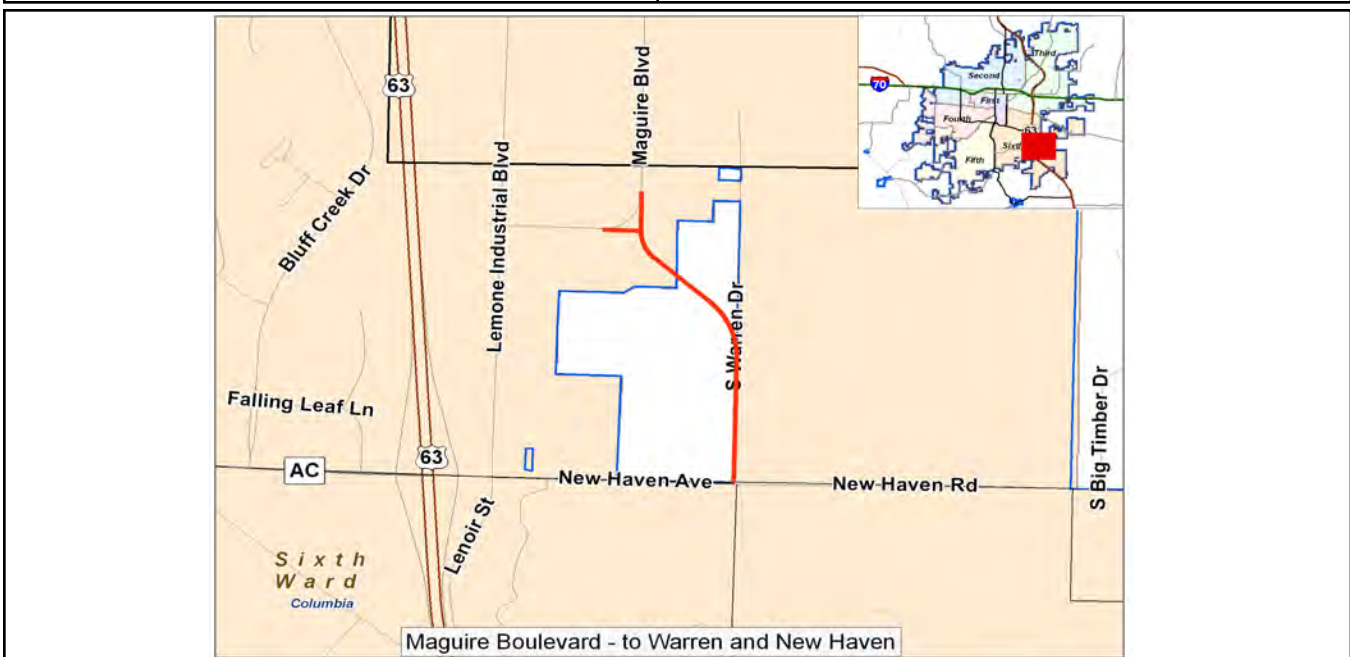 63
Maguire Blvd
70
Third
Second
First
Fourth
63
Sixth
Fifth
Bluff Creek Dr
Lemone Industrial Blvd
S Warren Dr
Falling Leaf Ln
S Big Timber Dr
63
AC
New Haven Ave
New Haven Rd
Lenoir St
Sixth
Ward
Columbia
Maguire Boulevard - to Warren and New Haven